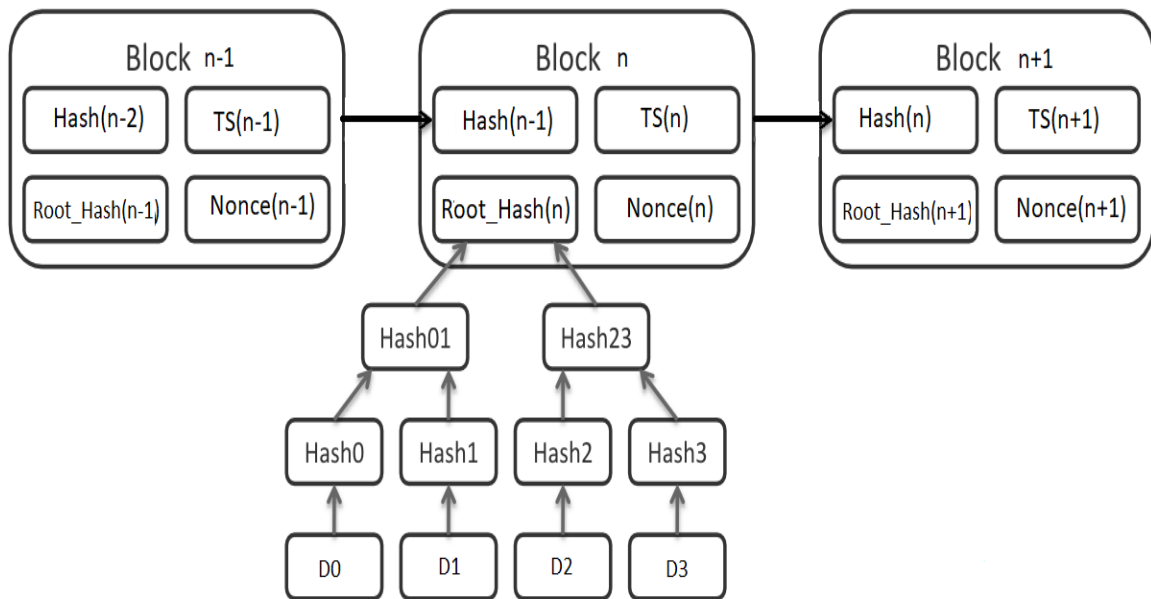 Block n-1
Hash(n-2)
TS(n-1)
Root_Hash(n-1)
Nonce(n-1)
Block n
Hash(n-1)
TS(n)
Root_Hash(n)
Nonce(n)
Block n+1
Hash(n)
TS(n+1)
Root_Hash(n+1)
Nonce(n+1)
Hash01
Hash23
Hash0
Hash1
Hash2
Hash3
D0
D1
D2
D3